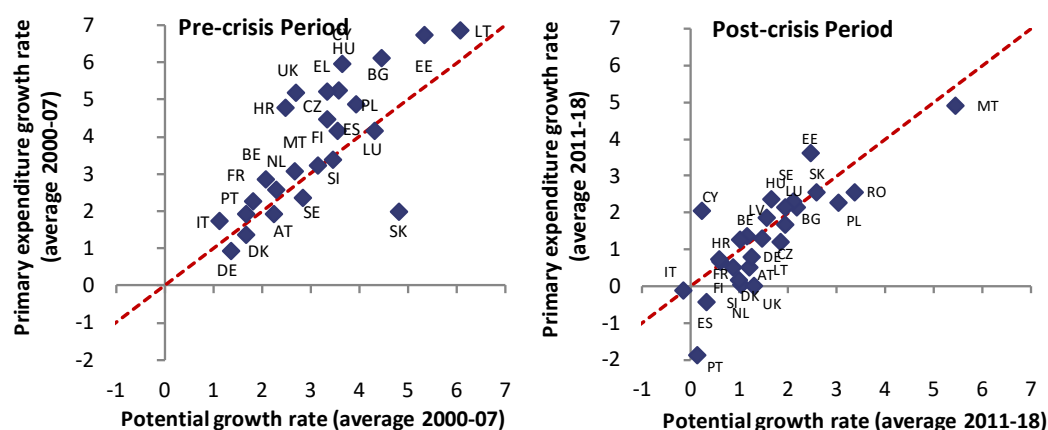 Pre-crisis Period
Primary expenditure growth rate
(average 2000-07)
7
6
5
4
3
2
1
0
-1
-2
CY
LT
HU
UK
EL
BG
EE
HR
CZ
PL
MT
FI
ES
LU
BE
NL
FR
SI
PT
SE
IT
AT
SK
DK
DE
-1 0 1 2 3 4 5 6 7
Potential growth rate (average 2000-07)
Post-crisis Period
Primary expenditure growth rate
(average 2011-18)
7
6
5
4
3
2
1
0
-1
-2
MT
EE
SE
SK
HU
LU
RO
CY
LV
BE
BG
PL
HR
CZ
DE
IT
FR
AT
LT
FI
DK
SI
UK
NL
ES
PT
-1 0 1 2 3 4 5 6 7
Potential growth rate (average 2011-18)